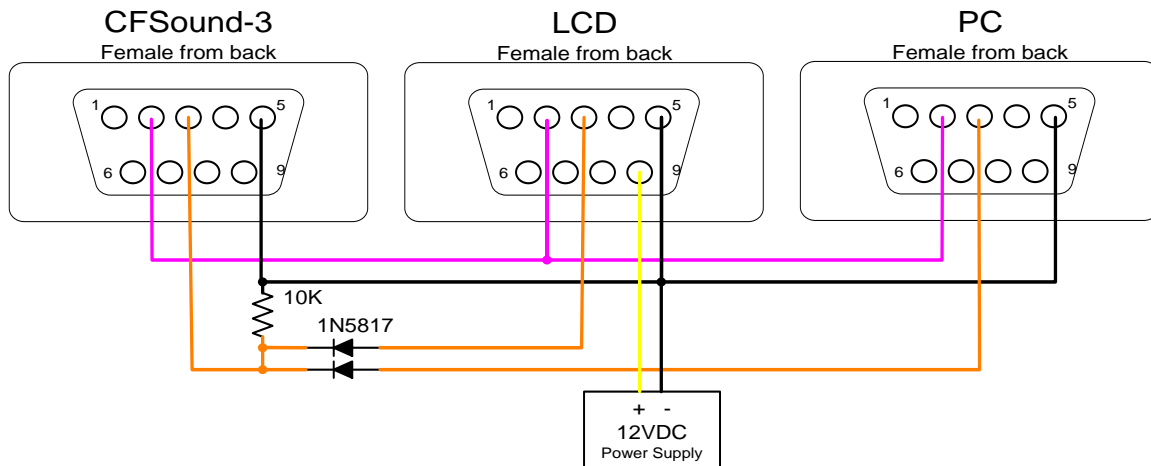 CFSound-3
Female from back
LCD
Female from back
PC
Female from back
1 5
6 9
1 5
6 9
1 5
6 9
10K
1N5817
+ -
12VDC
Power Supply